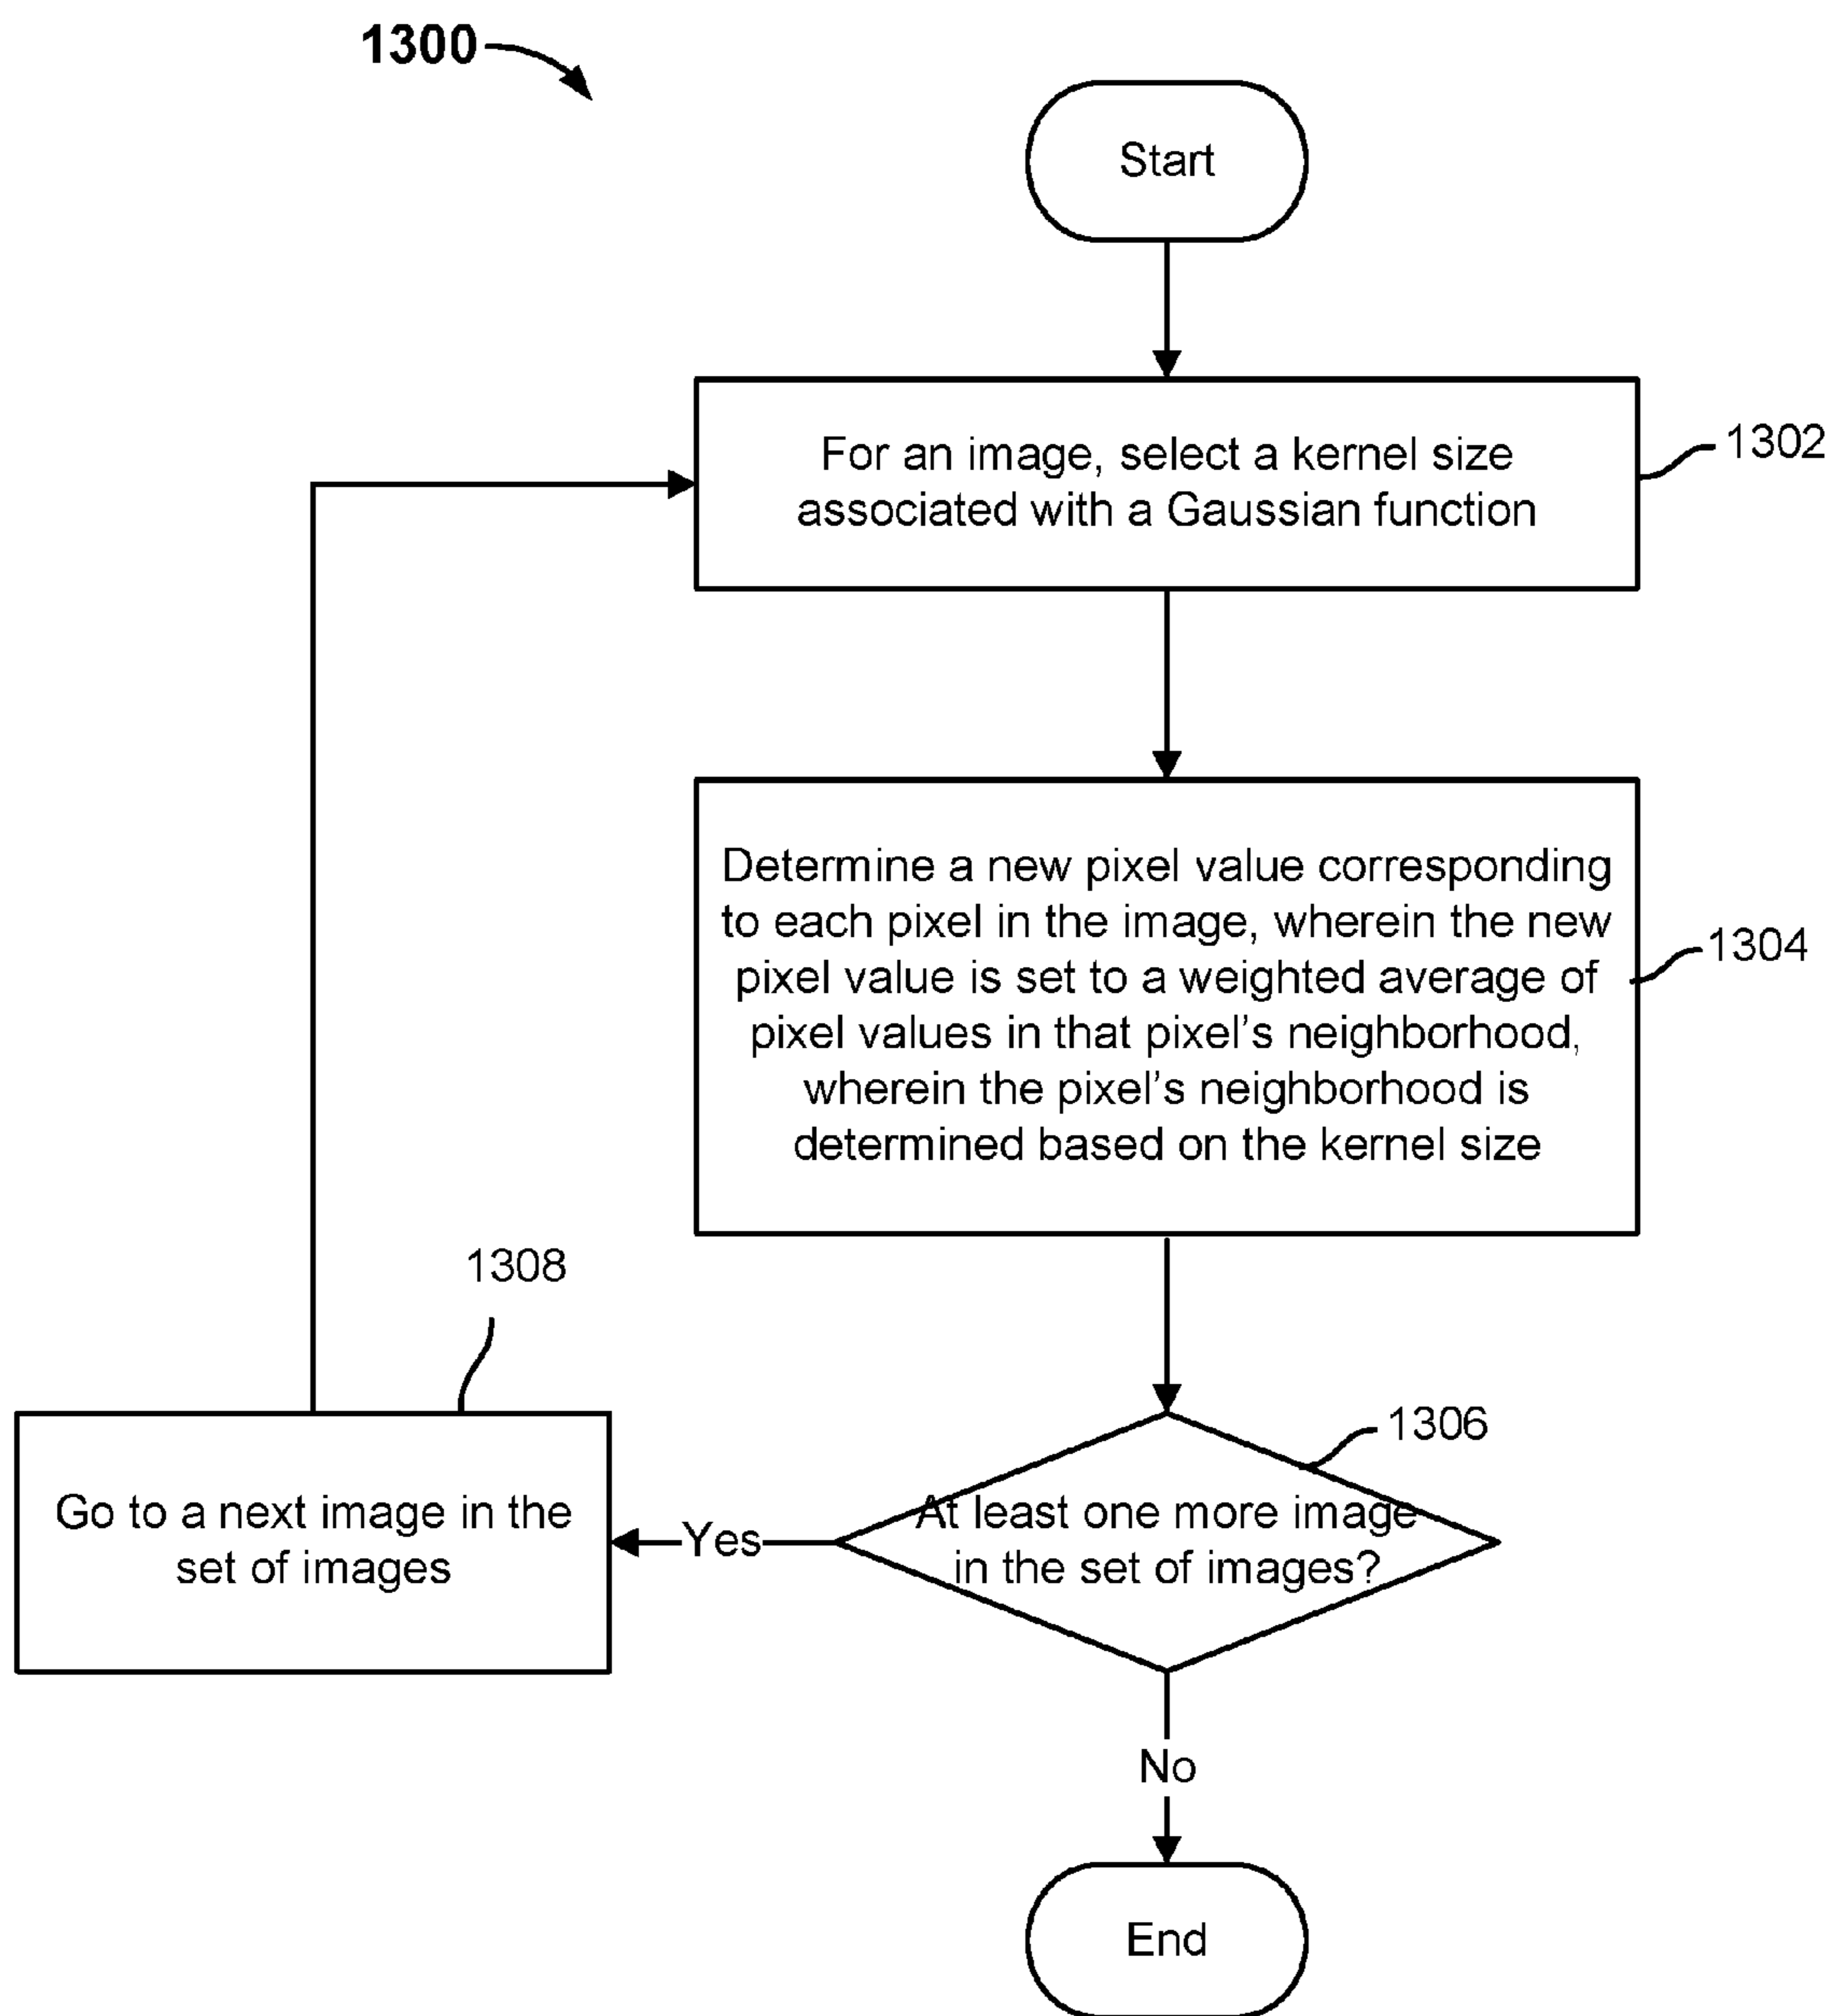 1300
Start
For an image, select a kernel size
associated with a Gaussian function
1302
Determine a new pixel value corresponding
to each pixel in the image, wherein the new
pixel value is set to a weighted average of
pixel values in that pixel's neighborhood,
wherein the pixel's neighborhood is
determined based on the kernel size
1304
1308
1306
Go to a next image in the
set of images
Yes
At least one more image
in the set of images?
No
End